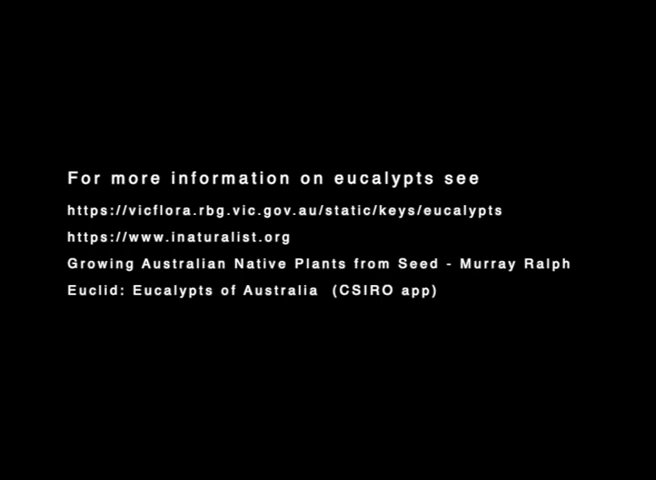 For more information on eucalypts see
https://vicflora.rbg.vic.gov.au/static/keys/eucalypts
https://www.inaturalist.org
Growing Australian Native Plants from Seed - Murray Ralph
Euclid: Eucalypts of Australia (CSIRO app)